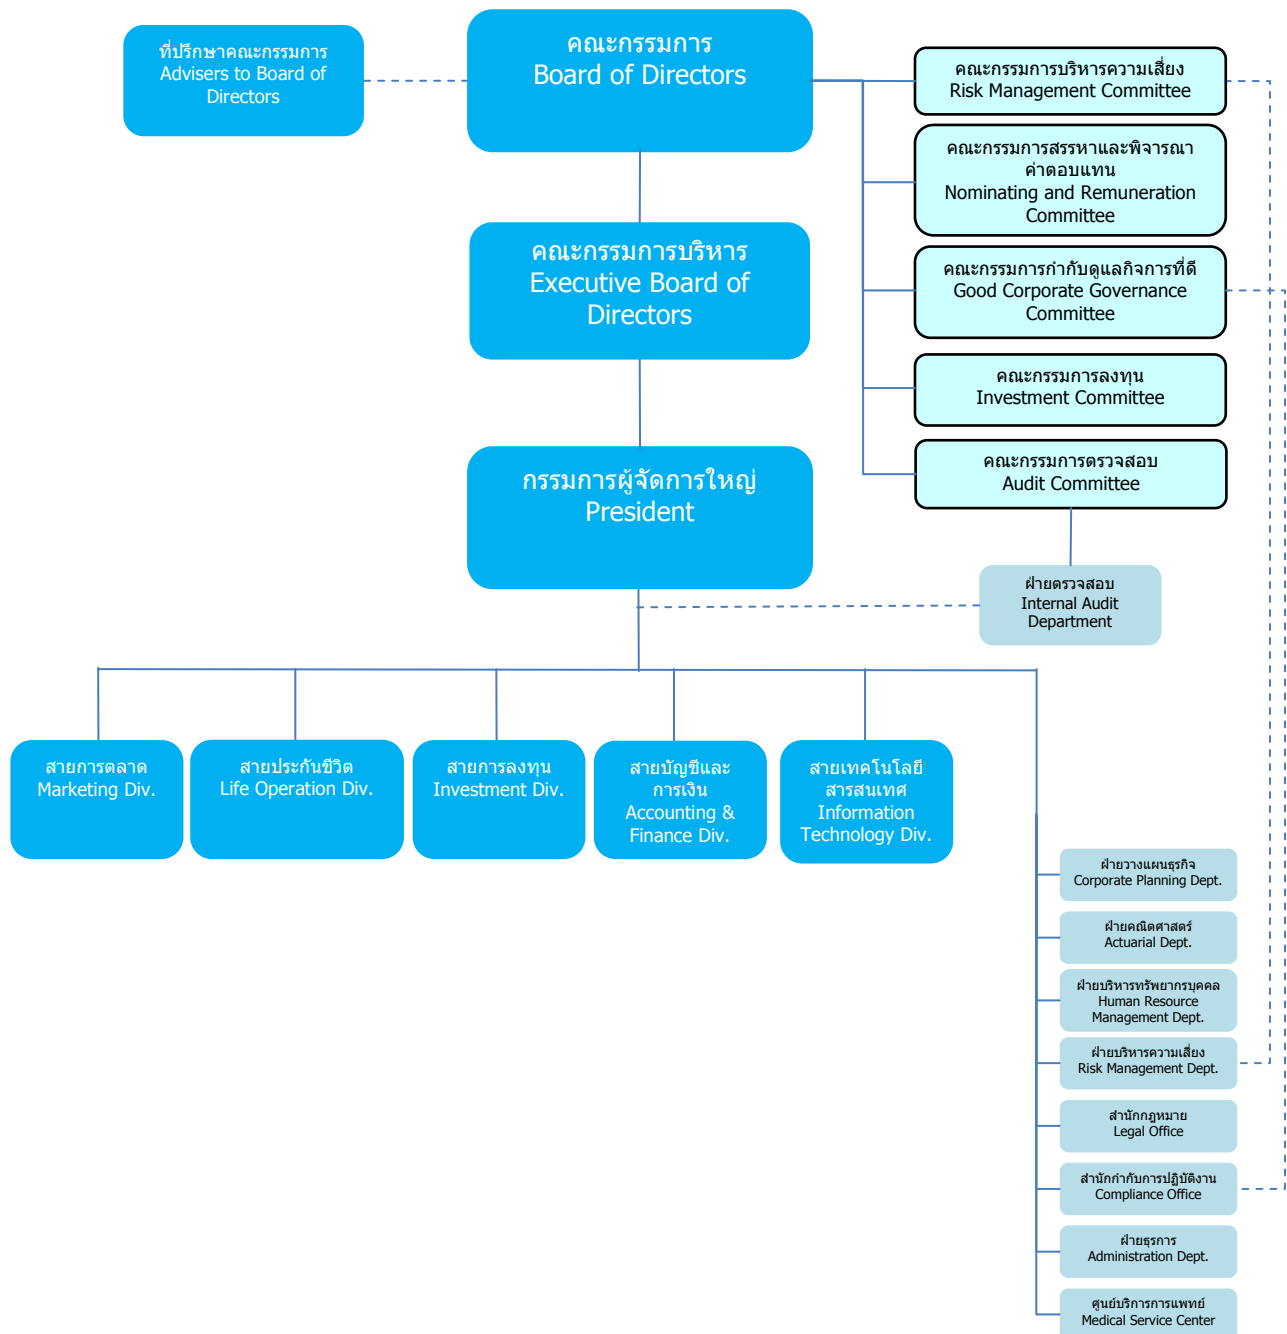 ที่ปรึกษาคณะกรรมการ
Advisers to Board of
Directors
คณะกรรมการ
Board of Directors
คณะกรรมการบริหารความเสี่ยง
Risk Management Committee
คณะกรรมการสรรหาและพิจารณา
ค่าตอบแทน
Nominating and Remuneration
Committee
คณะกรรมการบริหาร
Executive Board of
Directors
คณะกรรมการกำกับดูแลกิจการที่ดี
Good Corporate Governance
Committee
คณะกรรมการลงทุน
Investment Committee
กรรมการผู้จัดการใหญ่
President
คณะกรรมการตรวจสอบ
Audit Committee
ฝ่ายตรวจสอบ
Internal Audit
Department
สายการตลาด
Marketing Div.
สายประกันชีวิต
Life Operation Div.
สายการลงทุน
Investment Div.
สายบัญชีและ
การเงิน
Accounting &
Finance Div.
สายเทคโนโลยี
สารสนเทศ
Information
Technology Div.
ฝ่ายวางแผนธุรกิจ
Corporate Planning Dept.
ฝ่ายคณิตศาสตร์
Actuarial Dept.
ฝ่ายบริหารทรัพยากรบุคคล
Human Resource
Management Dept.
ฝ่ายบริหารความเสี่ยง
Risk Management Dept.
สำนักกฎหมาย
Legal Office
สำนักกำกับการปฏิบัติงาน
Compliance Office
ฝ่ายธุรการ
Administration Dept.
ศูนย์บริการการแพทย์
Medical Service Center